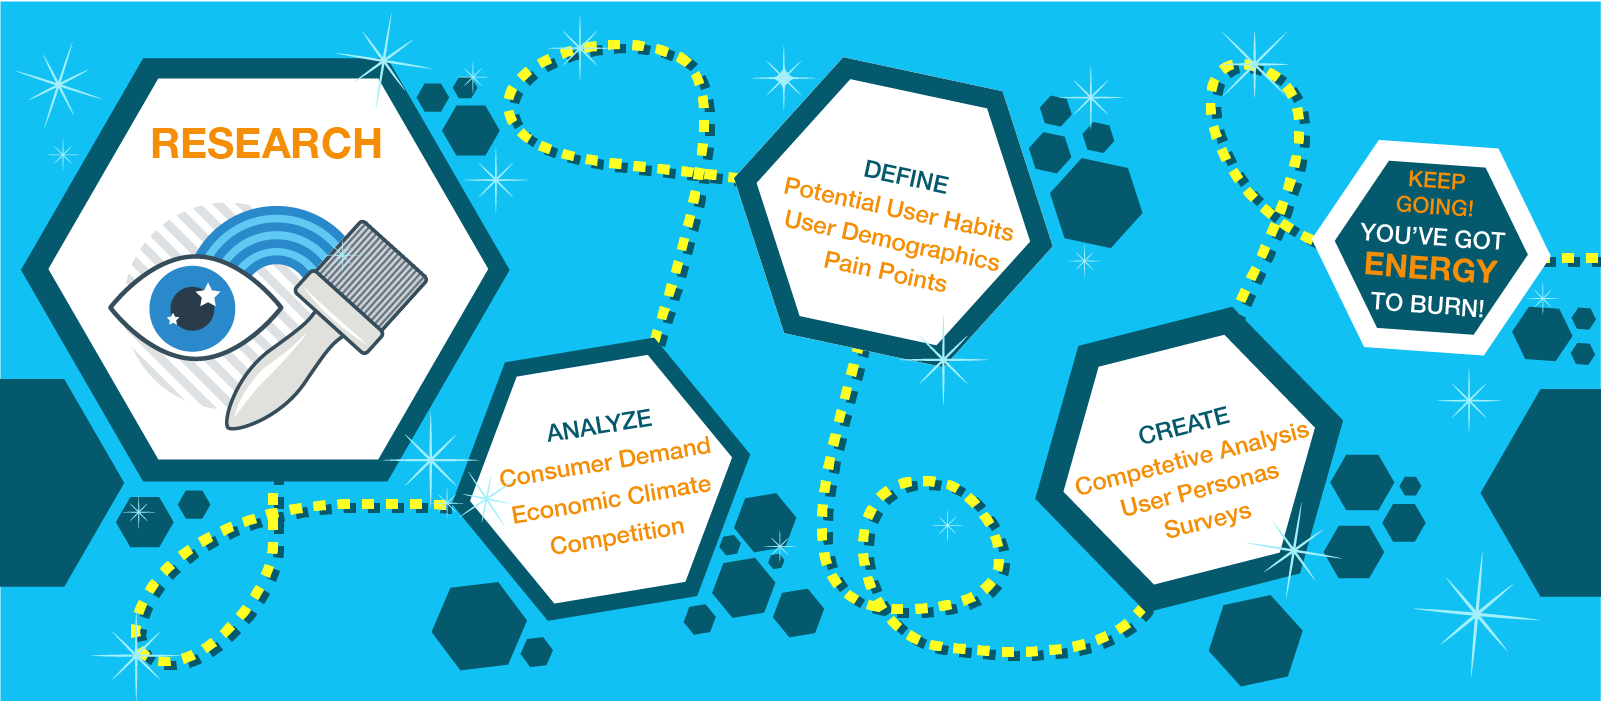 RESEARCH
ANALYZE
Consumer Demand
Economic Climate
Competition
DEFINE
Potential User Habits
User Demographics
Pain Points
CREATE
Competetive Analysis
User Personas
Surveys
KEEP
GOING!
YOU'VE GOT
ENERGY
TO BURN!